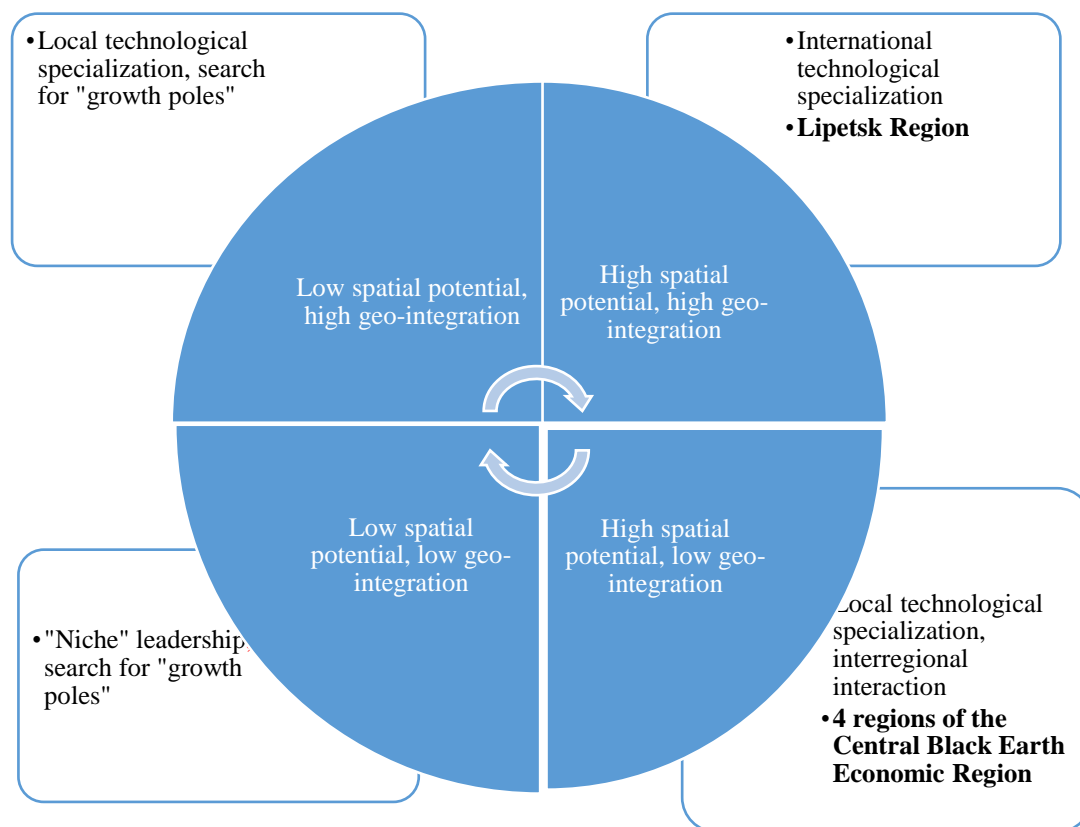 •Local technological
specialization, search
for "growth poles"
•International
technological
specialization
•Lipetsk Region
Low spatial potential,
high geo-integration
High spatial
potential, high geo-
integration
Low spatial
potential, low geo-
integration
High spatial
potential, low geo-
integration
•"Niche" leadership,
search for "growth
poles"
Local technological
specialization,
interregional
interaction
•4 regions of the
Central Black Earth
Economic Region